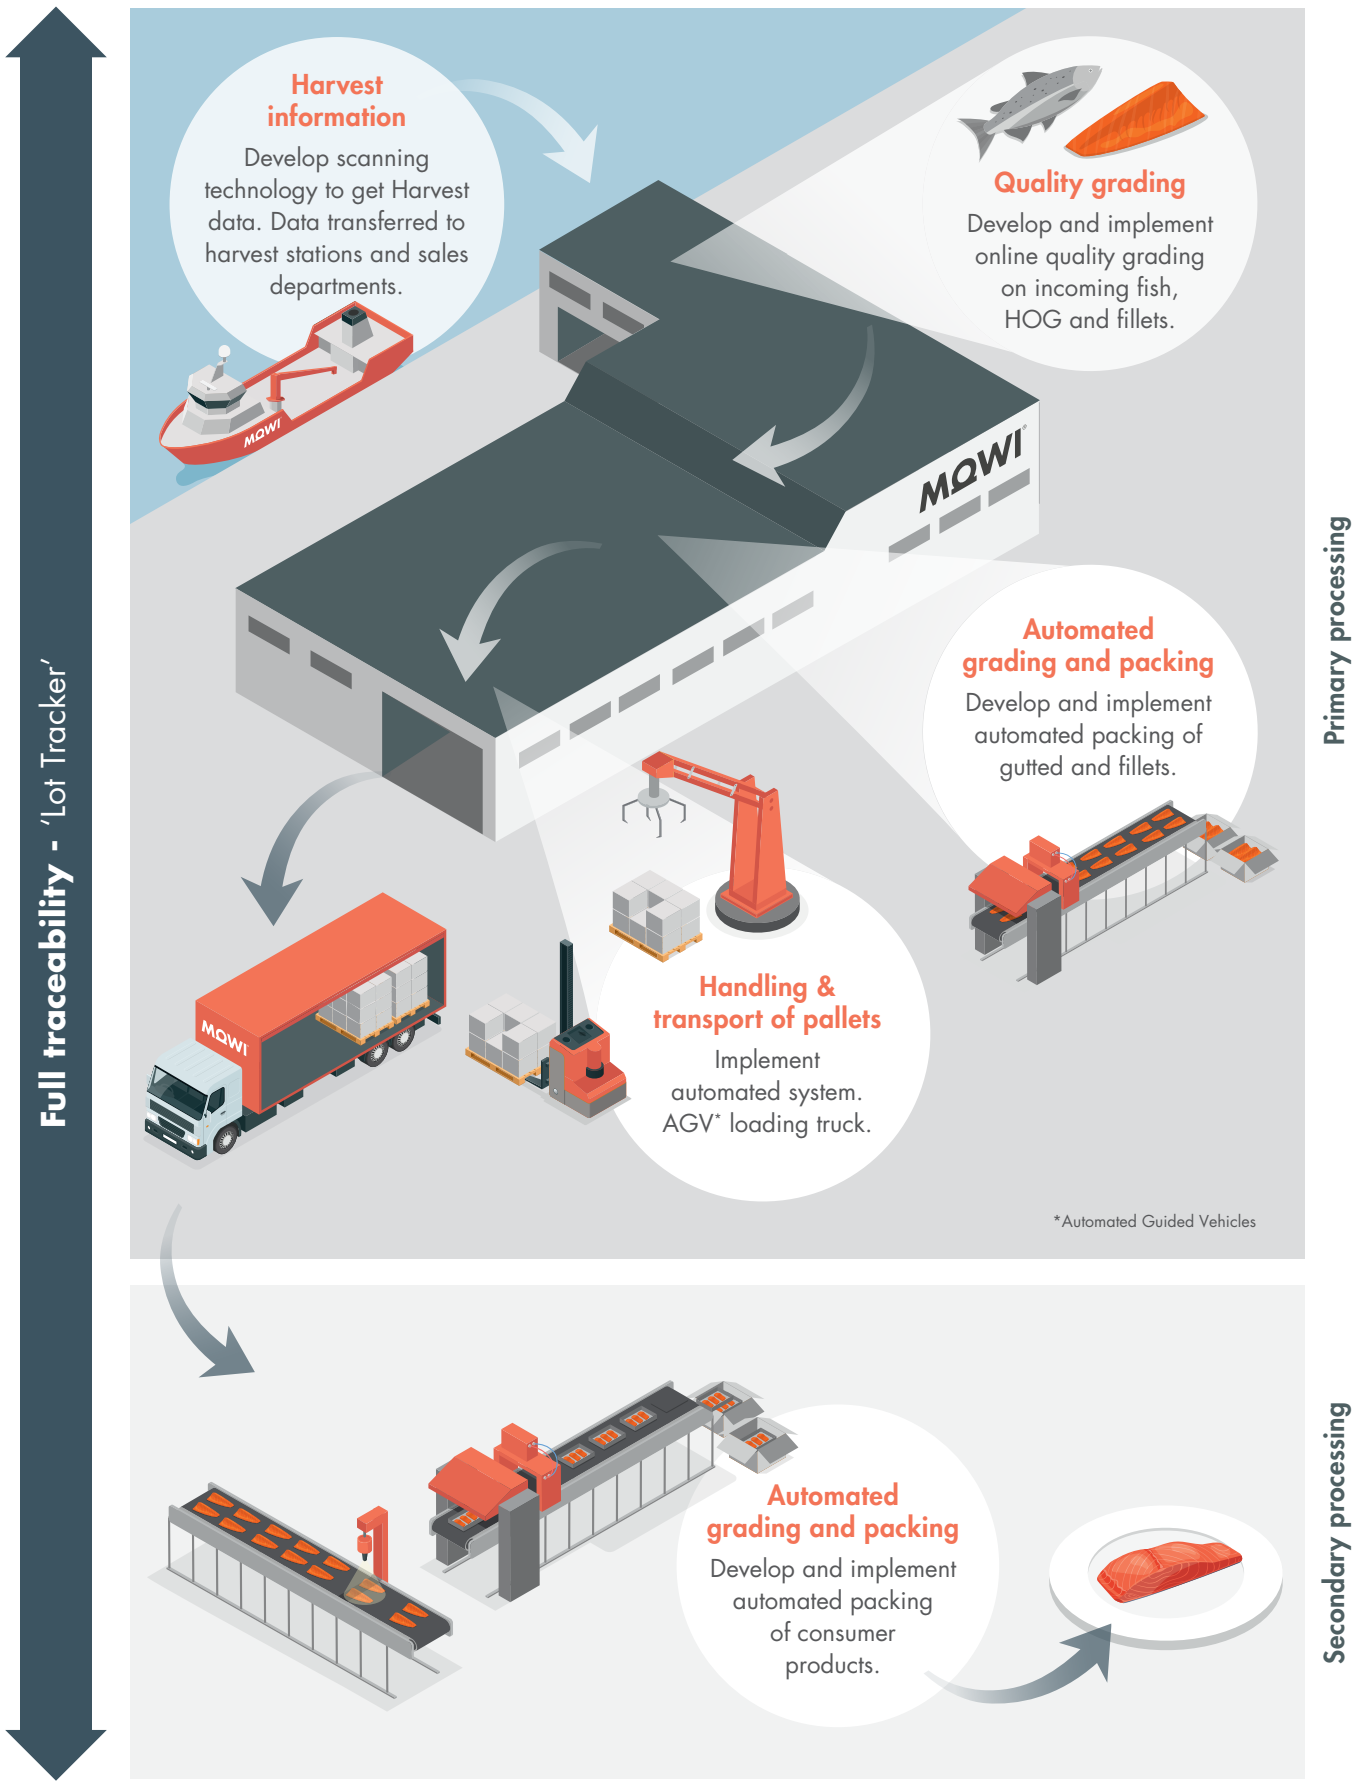 Harvest
information
Develop scanning
technology to get Harvest
data. Data transferred to
harvest stations and sales
departments.
Quality grading
Develop and implement
online quality grading
on incoming fish,
HOG and fillets.
MOWI
MOWI®
Automated
grading and packing
Develop and implement
automated packing of
gutted and fillets.
Handling &
transport of pallets
Implement
automated system.
AGV* loading truck.
MOWI
*Automated Guided Vehicles
Primary processing
Full traceability - ‘Lot Tracker’
Automated
grading and packing
Develop and implement
automated packing
of consumer
products.
Secondary processing